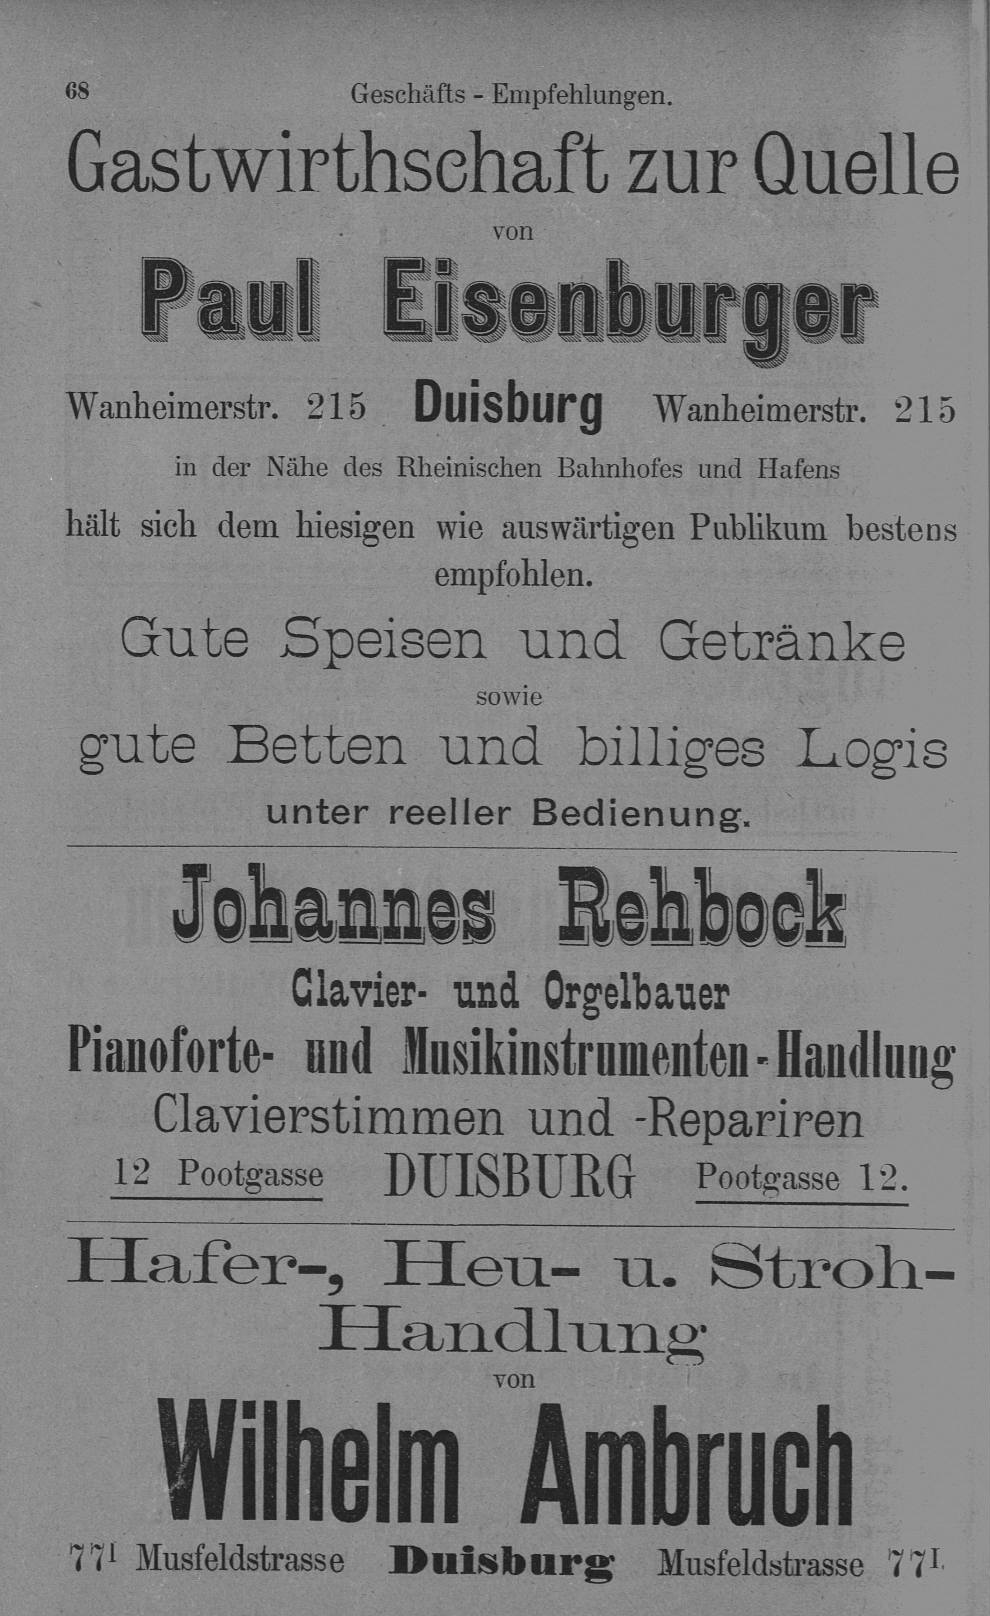 68 Geschäfts - Empfehlungen.
Gastwirthschaft zur Quelle
von
Paul Eisenburger
Wanheimerstr. 215 Duisburg Wanheimerstr. 215
in der Nähe des Rheinischen Bahnhofes und Hafens
hält sich dem hiesigen wie auswärtigen Publikum bestens
empfohlen.
Gute Speisen und Getränke
sowie
gute Betten und billiges Logis
unter reeller Bedienung.
Johannes Rehbock
Clavier- und Orgelbauer
Pianoforte- und Musikinstrumenten-Handlung
Clavierstimmen und -Repariren
12 Pootgasse DUISBURG Pootgasse 12.
Hafer-, Heu- u. Stroh-
Handlung
von
Wilhelm Ambruch
77I Musfeldstrasse Duisburg Musfeldstrasse 77I.